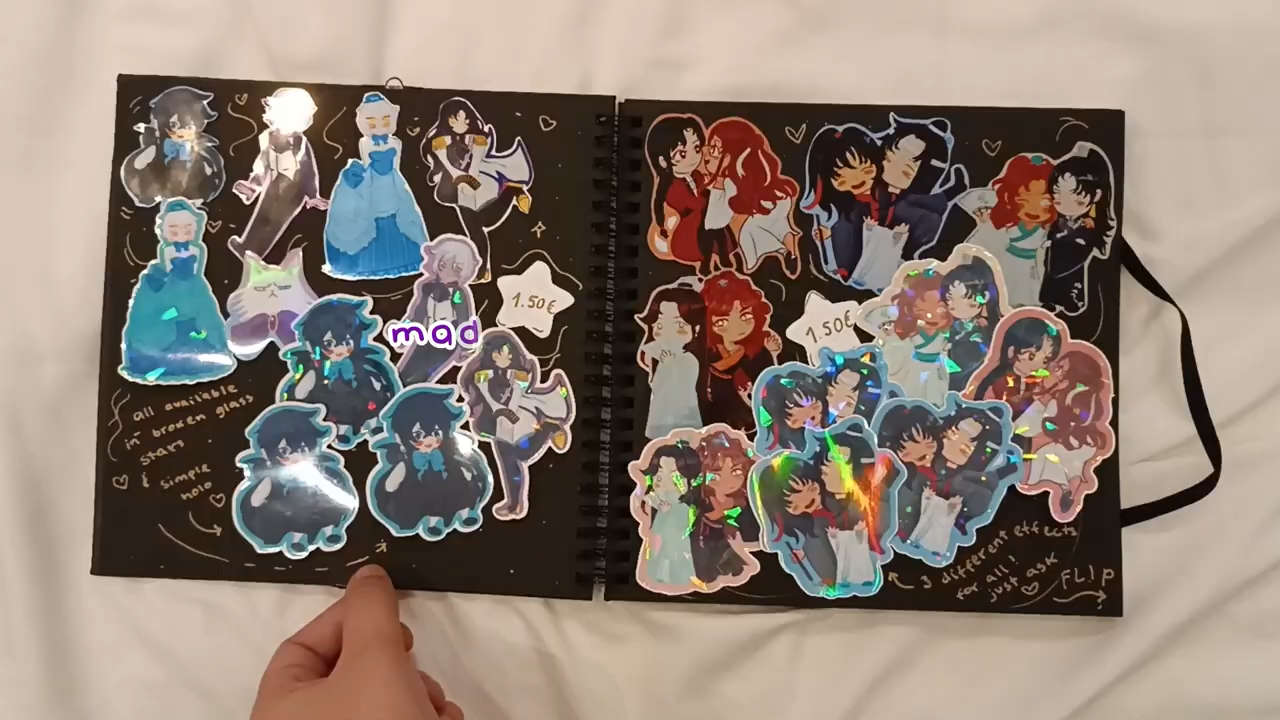 1.50€
mad
all available
in broken glass
stars
& simple
holo
1.50€
3 different effects
for all!
just ask
FLIP